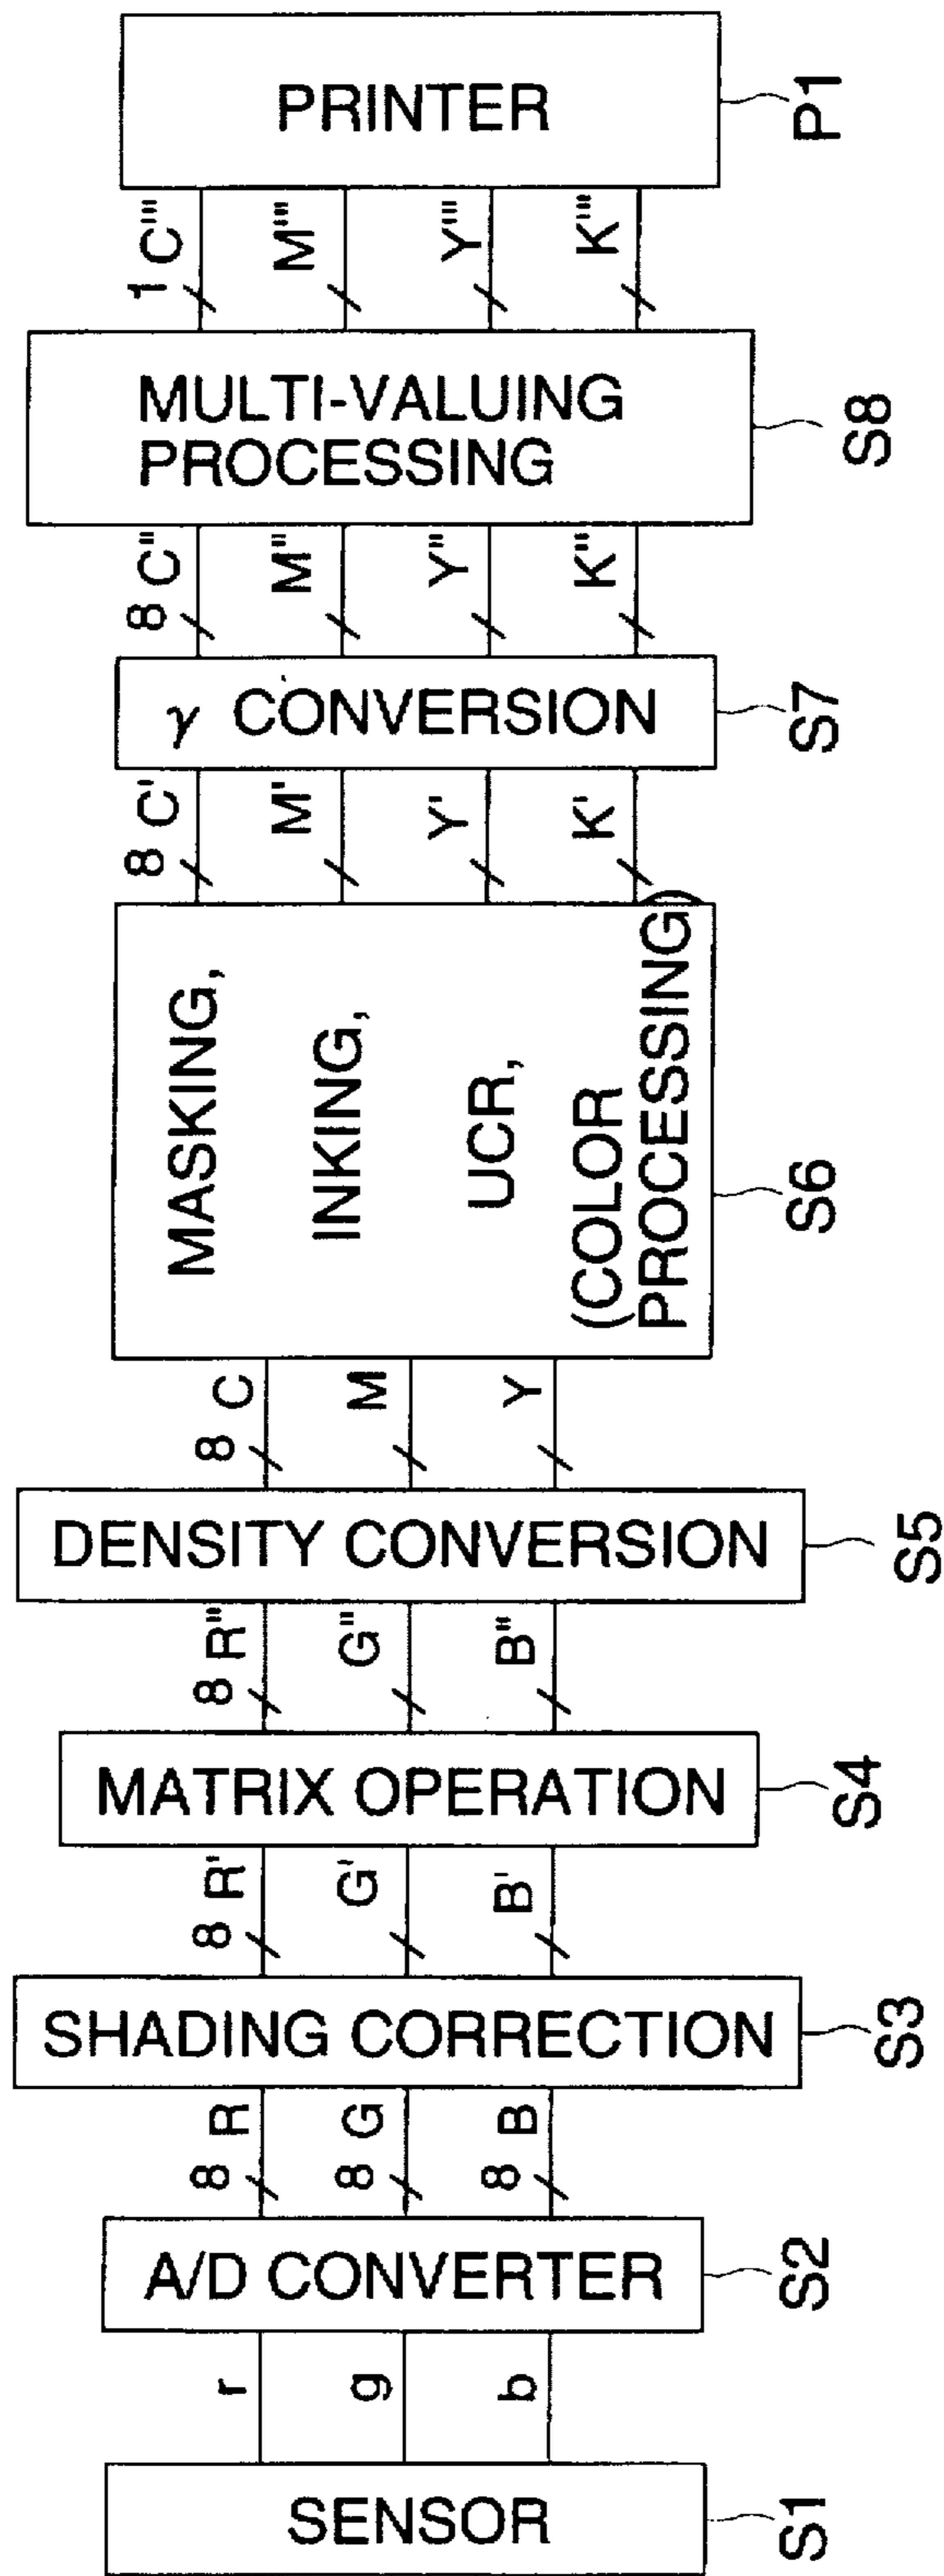 SENSOR
S1
r
g
b
A/D CONVERTER
S2
8 R
8 G
8 B
SHADING CORRECTION
S3
8 R'
G'
B'
MATRIX OPERATION
S4
8 R"
G"
B"
DENSITY CONVERSION
S5
8 C
M
Y
MASKING,
INKING,
UCR,
(COLOR
PROCESSING)
S6
8 C'
M'
Y'
K'
γ CONVERSION
S7
8 C"
M"
Y"
K"
MULTI-VALUING
PROCESSING
S8
1 C'''
M'''
Y'''
K'''
PRINTER
P1